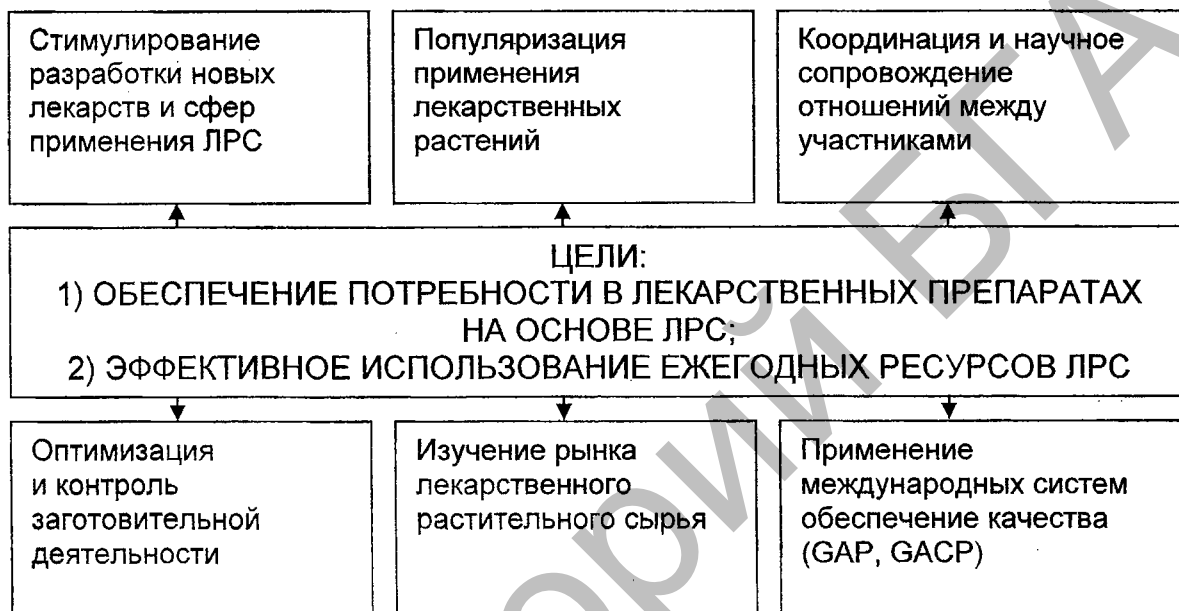 Стимулирование
разработки новых
лекарств и сфер
применения ЛРС
Популяризация
применения
лекарственных
растений
Координация и научное
сопровождение
отношений между
участниками
ЦЕЛИ:
1) ОБЕСПЕЧЕНИЕ ПОТРЕБНОСТИ В ЛЕКАРСТВЕННЫХ ПРЕПАРАТАХ
НА ОСНОВЕ ЛРС;
2) ЭФФЕКТИВНОЕ ИСПОЛЬЗОВАНИЕ ЕЖЕГОДНЫХ РЕСУРСОВ ЛРС
Оптимизация
и контроль
заготовительной
деятельности
Изучение рынка
лекарственного
растительного сырья
Применение
международных систем
обеспечение качества
(GAP, GACP)